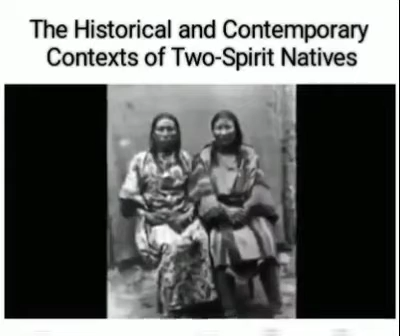 The Historical and Contemporary
Contexts of Two-Spirit Natives